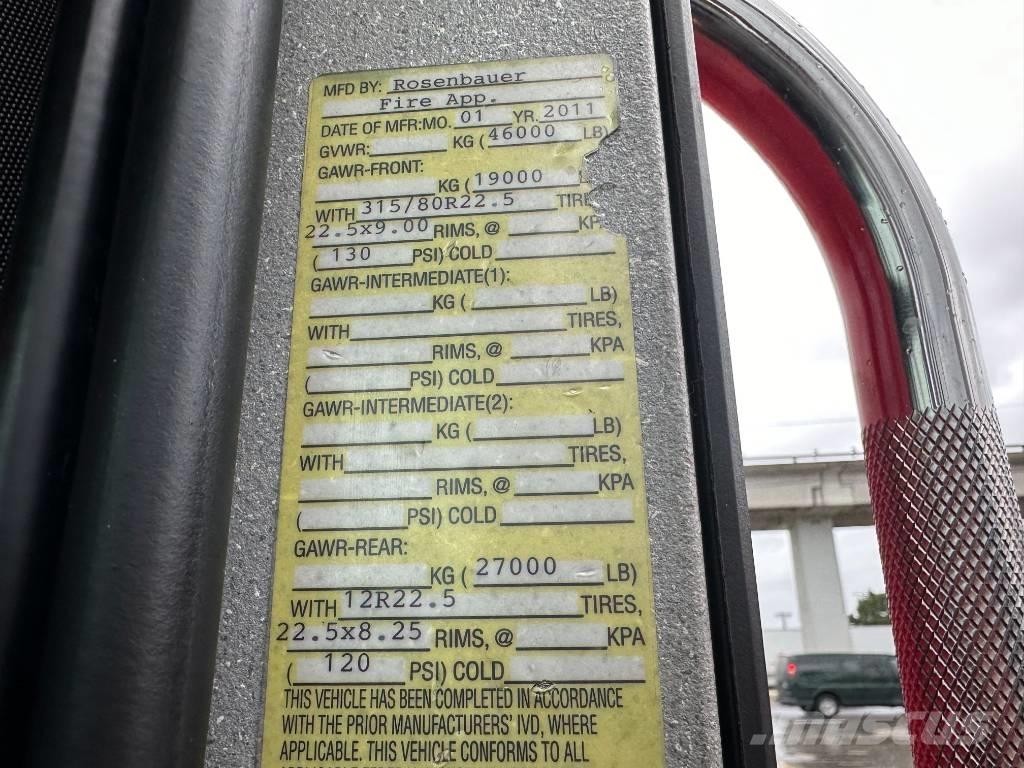 MFD BY: Rosenbauer
Fire App.
DATE OF MFR:MO. 01 YR. 2011
GVWR: KG ( 46000 LB)
GAWR-FRONT:
KG ( 19000
WITH 315/80R22.5 TIRE
22.5x9.00 RIMS, @ KP
( 130 PSI) COLD
GAWR-INTERMEDIATE(1):
KG ( LB)
WITH TIRES,
RIMS, @ KPA
( PSI) COLD
GAWR-INTERMEDIATE(2):
KG ( LB)
WITH TIRES,
RIMS, @ KPA
( PSI) COLD
GAWR-REAR:
KG ( 27000 LB)
WITH 12R22.5 TIRES,
22.5x8.25 RIMS, @ KPA
( 120 PSI) COLD
THIS VEHICLE HAS BEEN COMPLETED IN ACCORDANCE
WITH THE PRIOR MANUFACTURERS' IVD, WHERE
APPLICABLE. THIS VEHICLE CONFORMS TO ALL
mascus